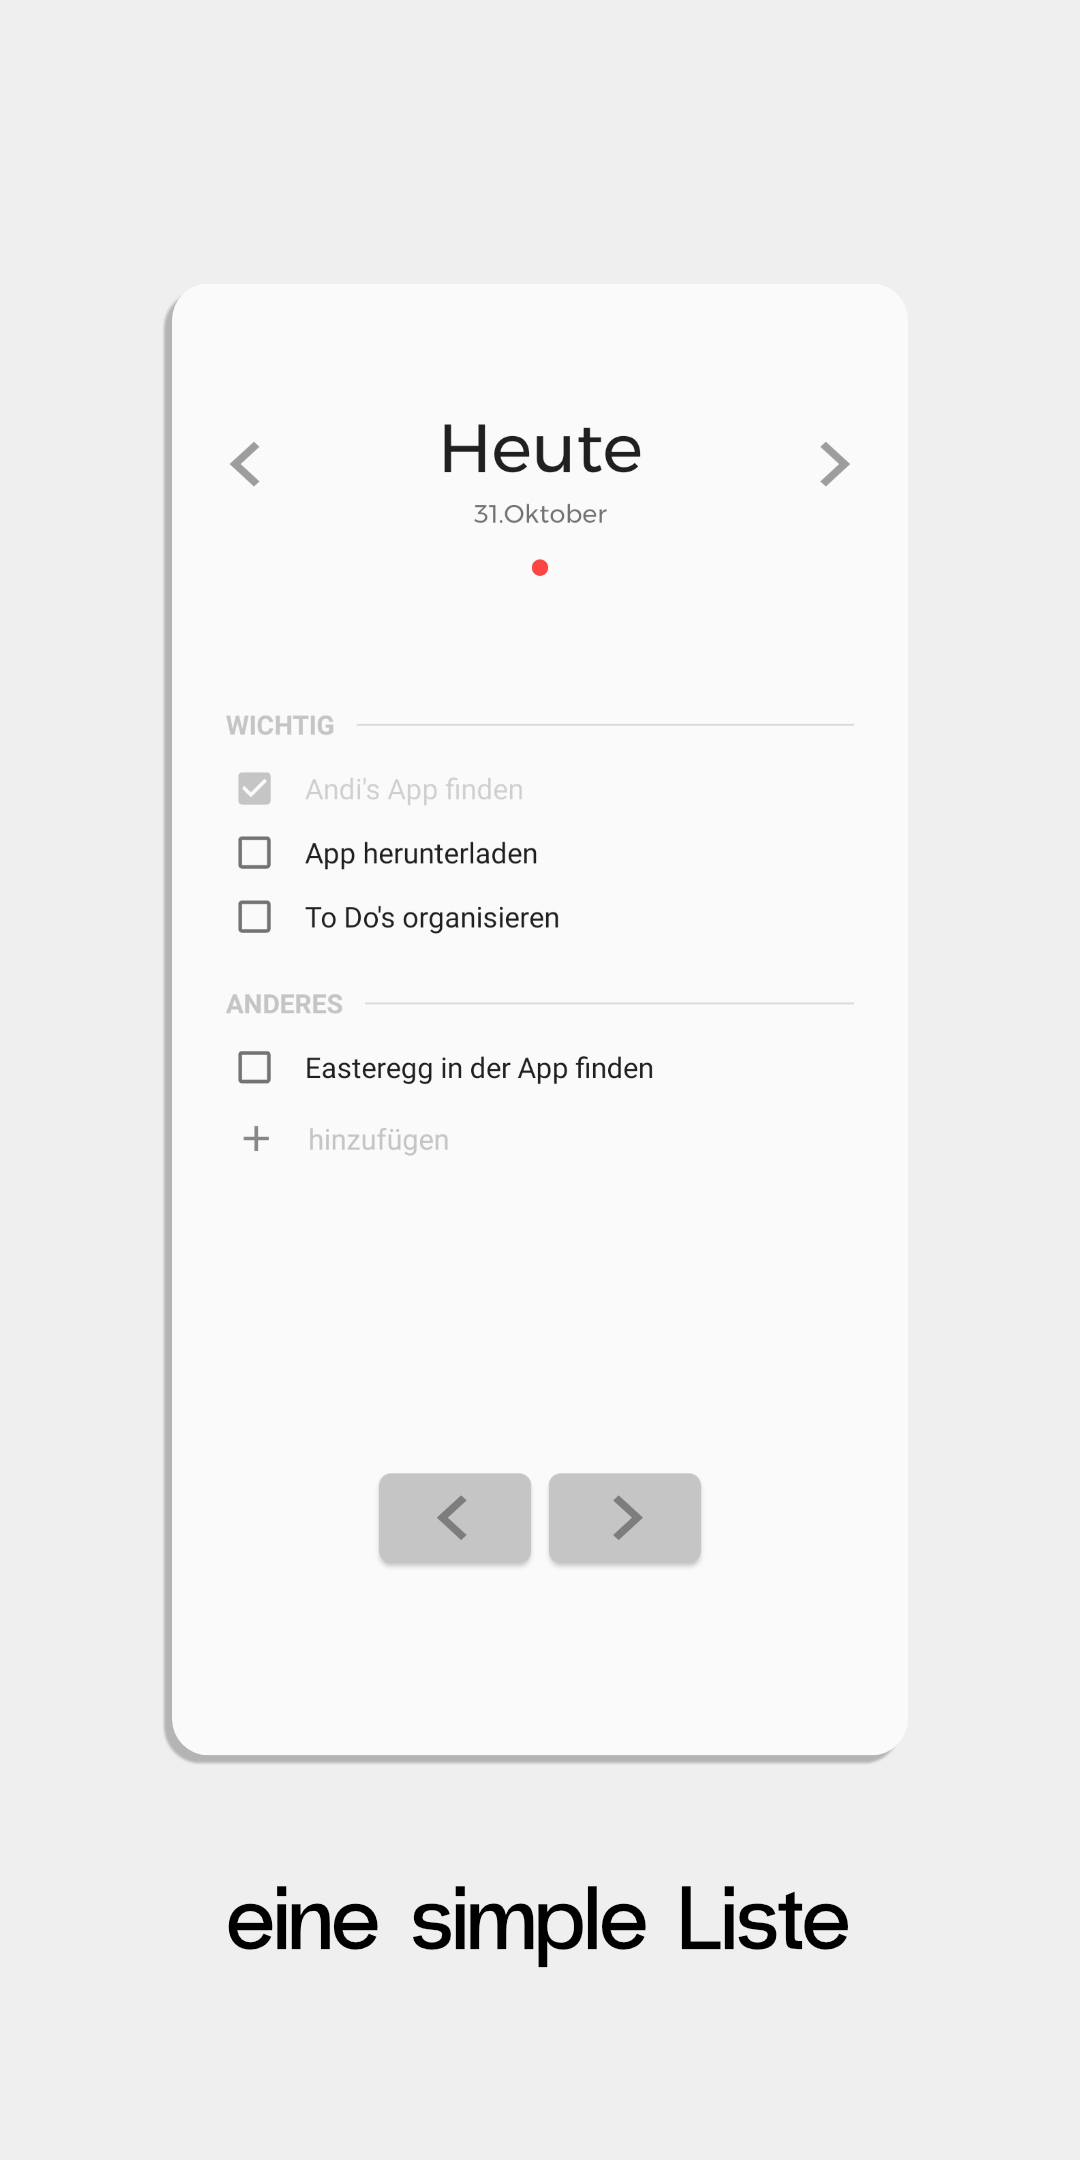 Heute
31.Oktober
WICHTIG
Andi's App finden
App herunterladen
To Do's organisieren
ANDERES
Easteregg in der App finden
hinzufügen
eine simple Liste